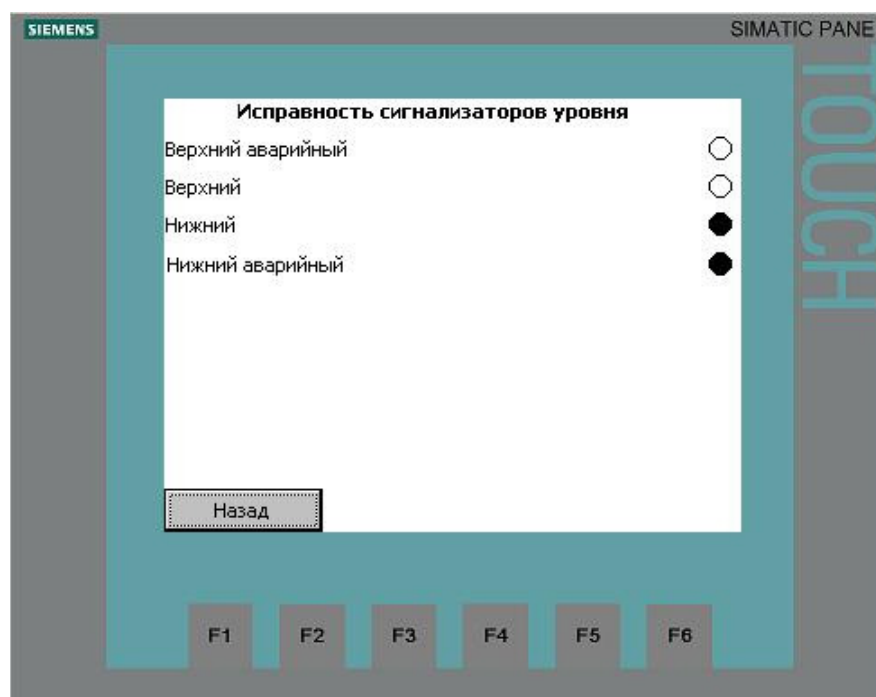 SIEMENS
SIMATIC PANE
TOUCH
Исправность сигнализаторов уровня
Верхний аварийный
Верхний
Нижний
Нижний аварийный
Назад
F1 F2 F3 F4 F5 F6